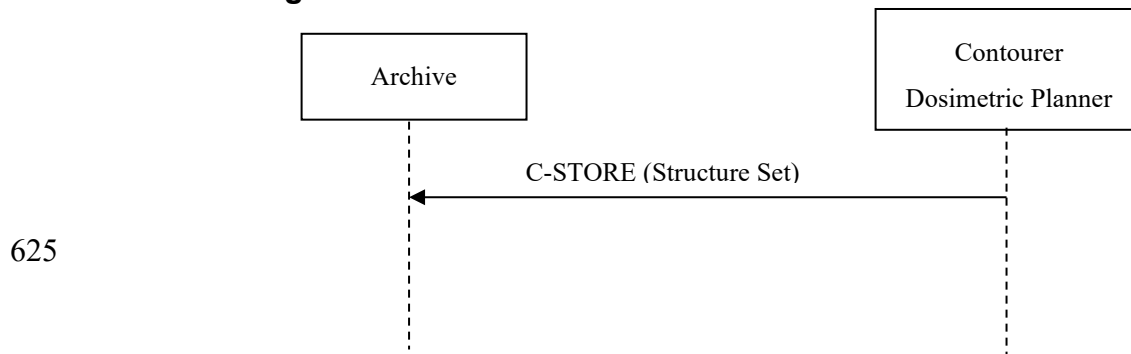 Archive
Contourer
Dosimetric Planner
C-STORE (Structure Set)
625